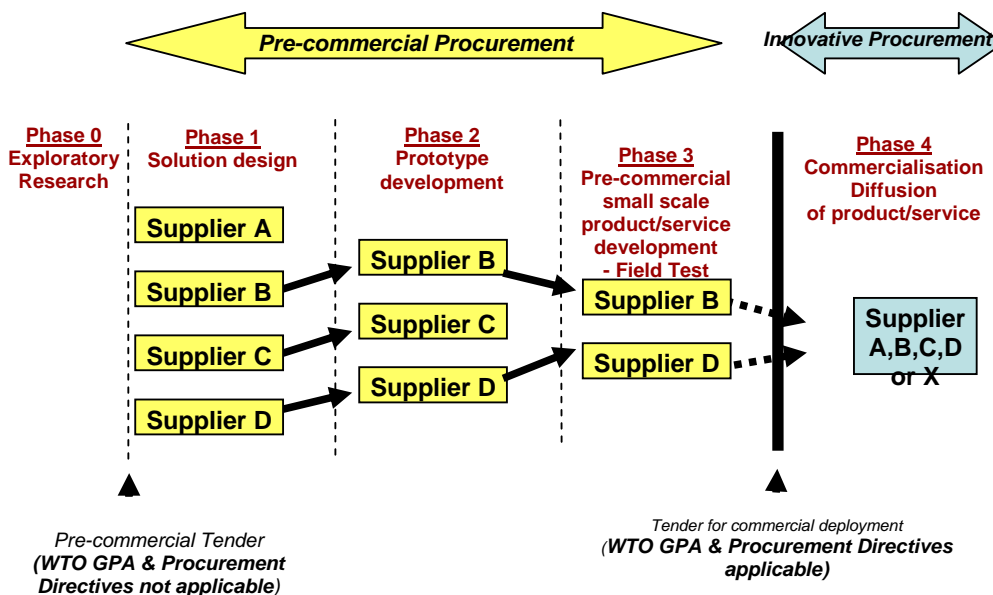 Pre-commercial Procurement
Innovative Procurement
Phase 0
Exploratory
Research
Phase 1
Solution design
Phase 2
Prototype
development
Phase 3
Pre-commercial
small scale
product/service
development
- Field Test
Phase 4
Commercialisation
Diffusion
of product/service
Supplier A
Supplier B
Supplier C
Supplier D
Supplier B
Supplier C
Supplier D
Supplier B
Supplier D
Supplier
A,B,C,D
or X
Pre-commercial Tender
(WTO GPA & Procurement
Directives not applicable)
Tender for commercial deployment
(WTO GPA & Procurement Directives
applicable)